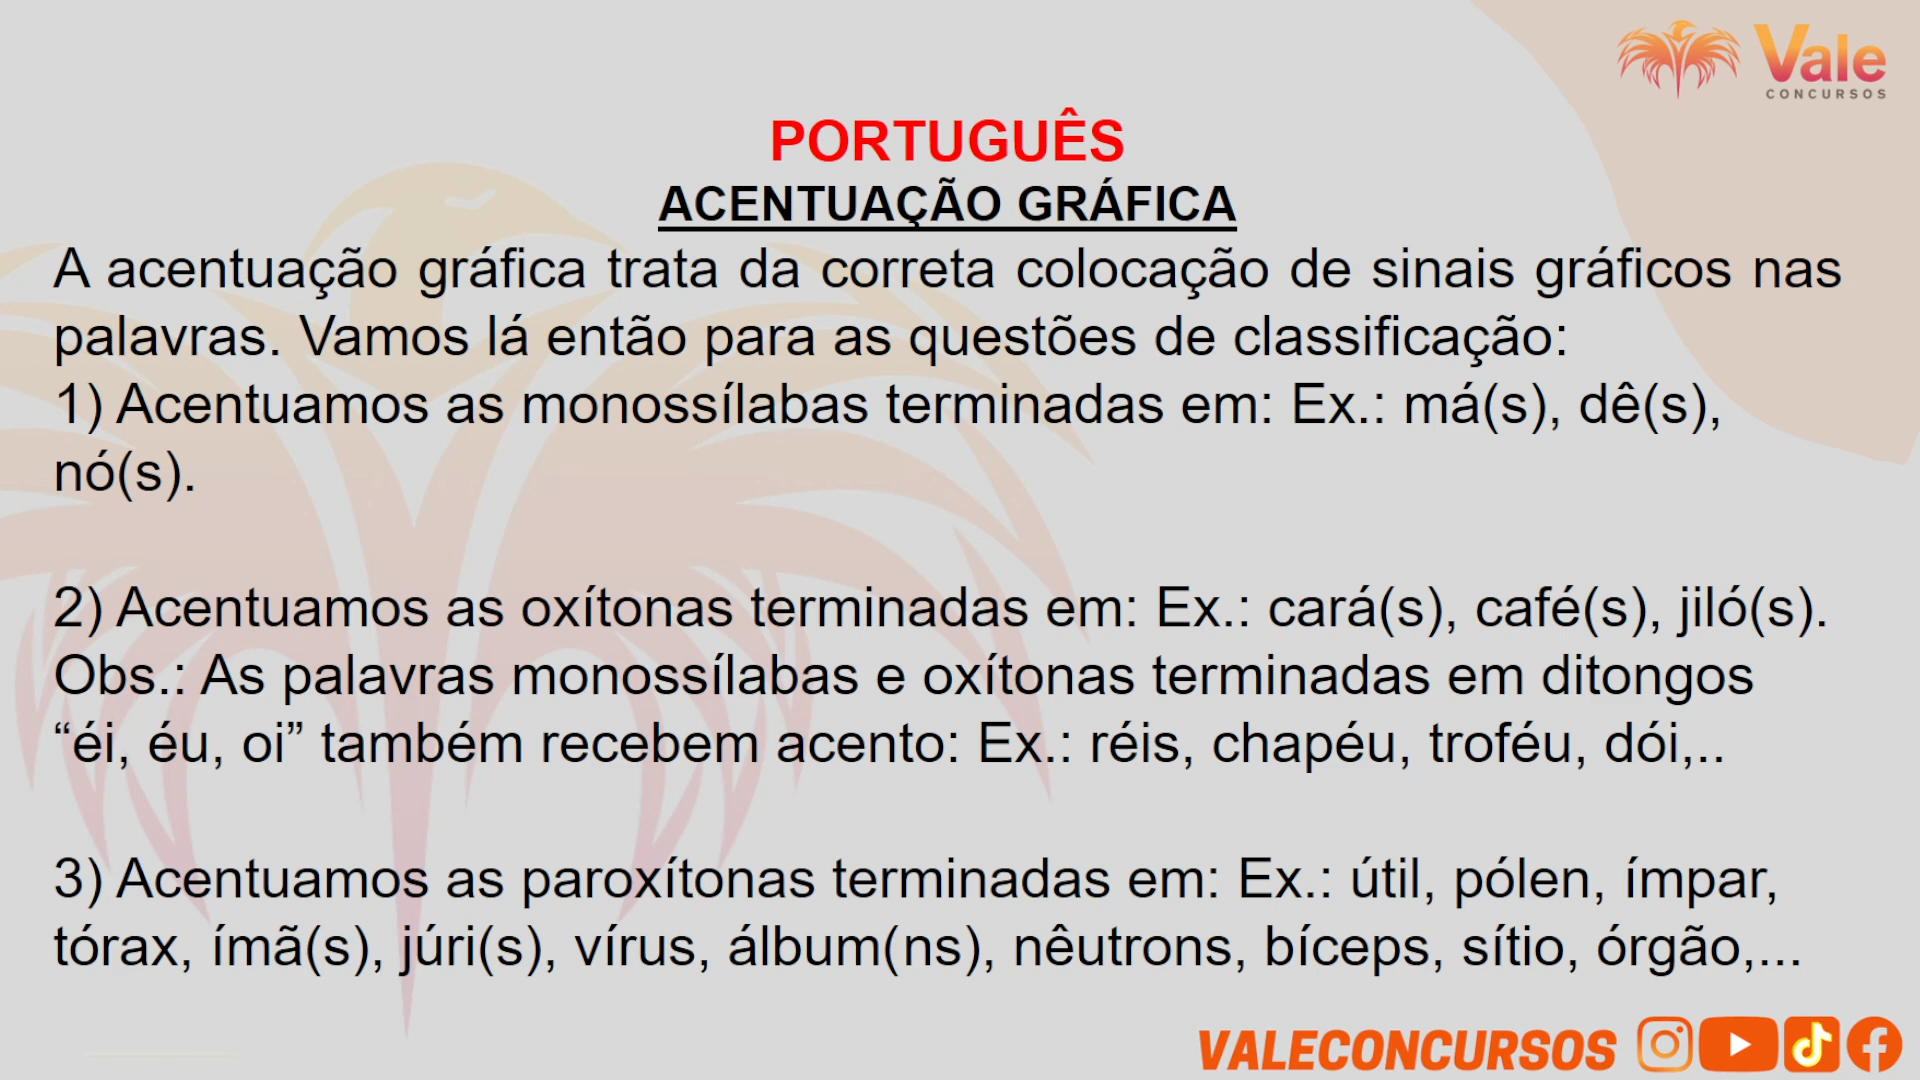 Vale
CONCURSOS
PORTUGUÊS
ACENTUAÇÃO GRÁFICA
A acentuação gráfica trata da correta colocação de sinais gráficos nas
palavras. Vamos lá então para as questões de classificação:
1) Acentuamos as monossílabas terminadas em: Ex.: má(s), dê(s),
nó(s).
2) Acentuamos as oxítonas terminadas em: Ex.: cará(s), café(s), jiló(s).
Obs.: As palavras monossílabas e oxítonas terminadas em ditongos
“éi, éu, oi” também recebem acento: Ex.: réis, chapéu, troféu, dói,..
3) Acentuamos as paroxítonas terminadas em: Ex.: útil, pólen, ímpar,
tórax, ímã(s), júri(s), vírus, álbum(ns), nêutrons, bíceps, sítio, órgão,...
VALECONCURSOS